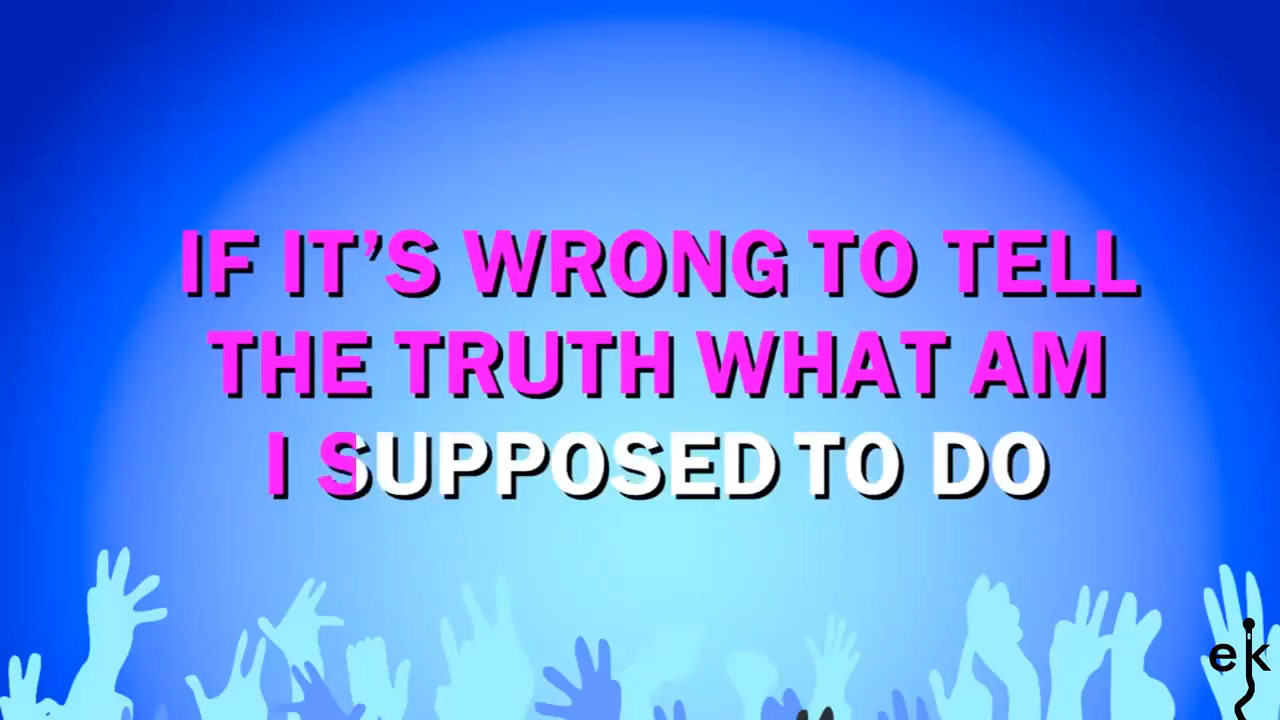 IF IT’S WRONG TO TELL
THE TRUTH WHAT AM
I SUPPOSED TO DO
ek